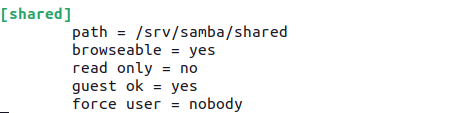 [shared]
path = /srv/samba/shared
browseable = yes
read only = no
guest ok = yes
force user = nobody